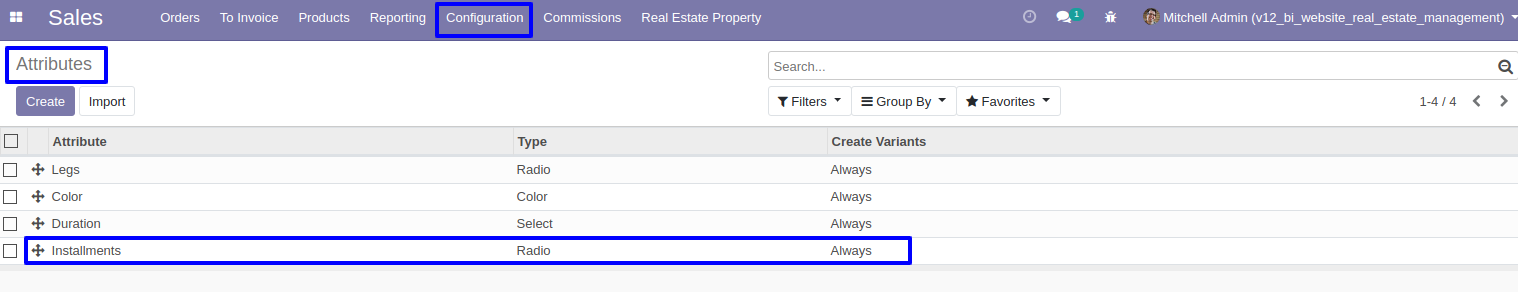 Sales Orders To Invoice Products Reporting Configuration Commissions Real Estate Property 1 Mitchell Admin (v12_bi_website_real_estate_management)
Attributes Search...
Create Import Filters Group By Favorites 1-4 / 4
Attribute Type Create Variants
Legs Radio Always
Color Color Always
Duration Select Always
Installments Radio Always